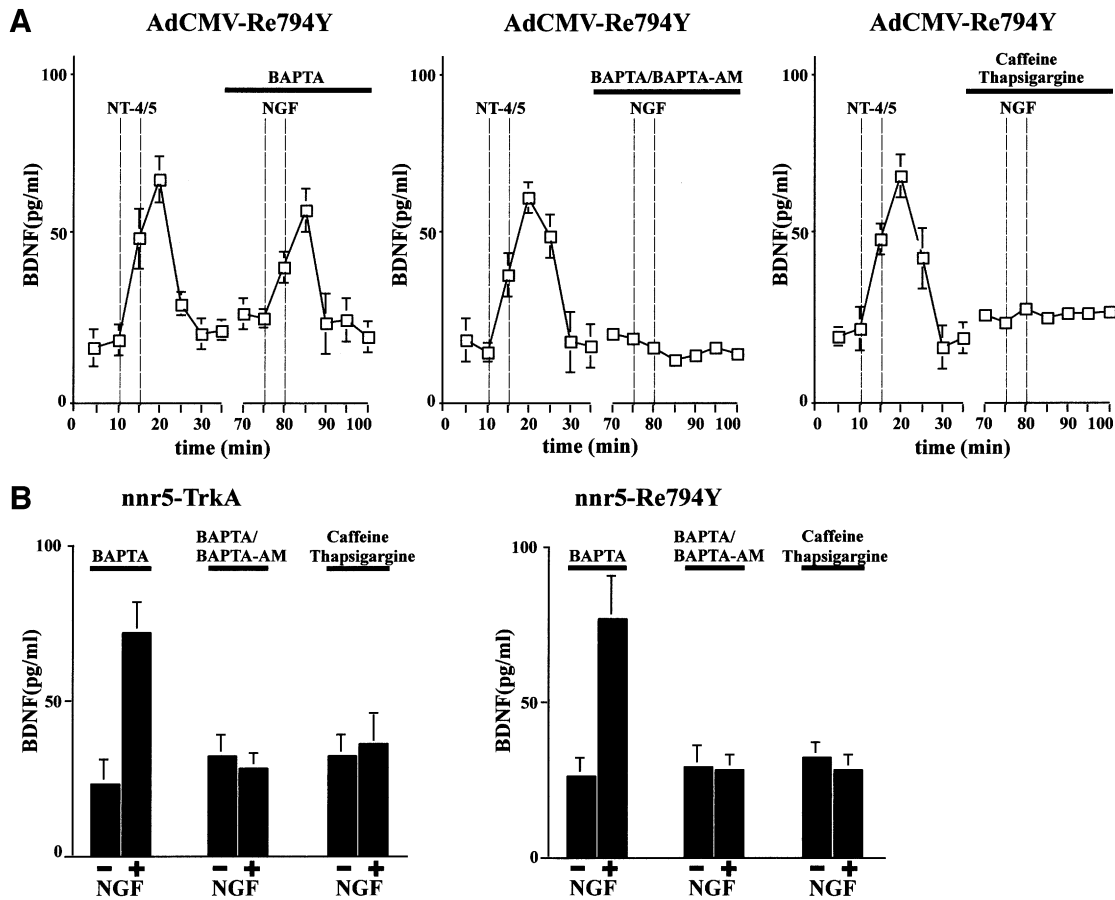 A
AdCMV-Re794Y
BDNF(pg/ml)
100
50
0
NT-4/5
BAPTA
NGF
0 10 20 30 70 80 90 100
time (min)
AdCMV-Re794Y
BDNF(pg/ml)
100
50
0
NT-4/5
BAPTA/BAPTA-AM
NGF
0 10 20 30 70 80 90 100
time (min)
AdCMV-Re794Y
BDNF(pg/ml)
100
50
0
NT-4/5
Caffeine
Thapsigargine
NGF
0 10 20 30 70 80 90 100
time (min)
B
nnr5-TrkA
BDNF(pg/ml)
100
50
0
BAPTA
BAPTA/
BAPTA-AM
Caffeine
Thapsigargine
− + − + − +
NGF NGF NGF
nnr5-Re794Y
BDNF(pg/ml)
100
50
0
BAPTA
BAPTA/
BAPTA-AM
Caffeine
Thapsigargine
− + − + − +
NGF NGF NGF